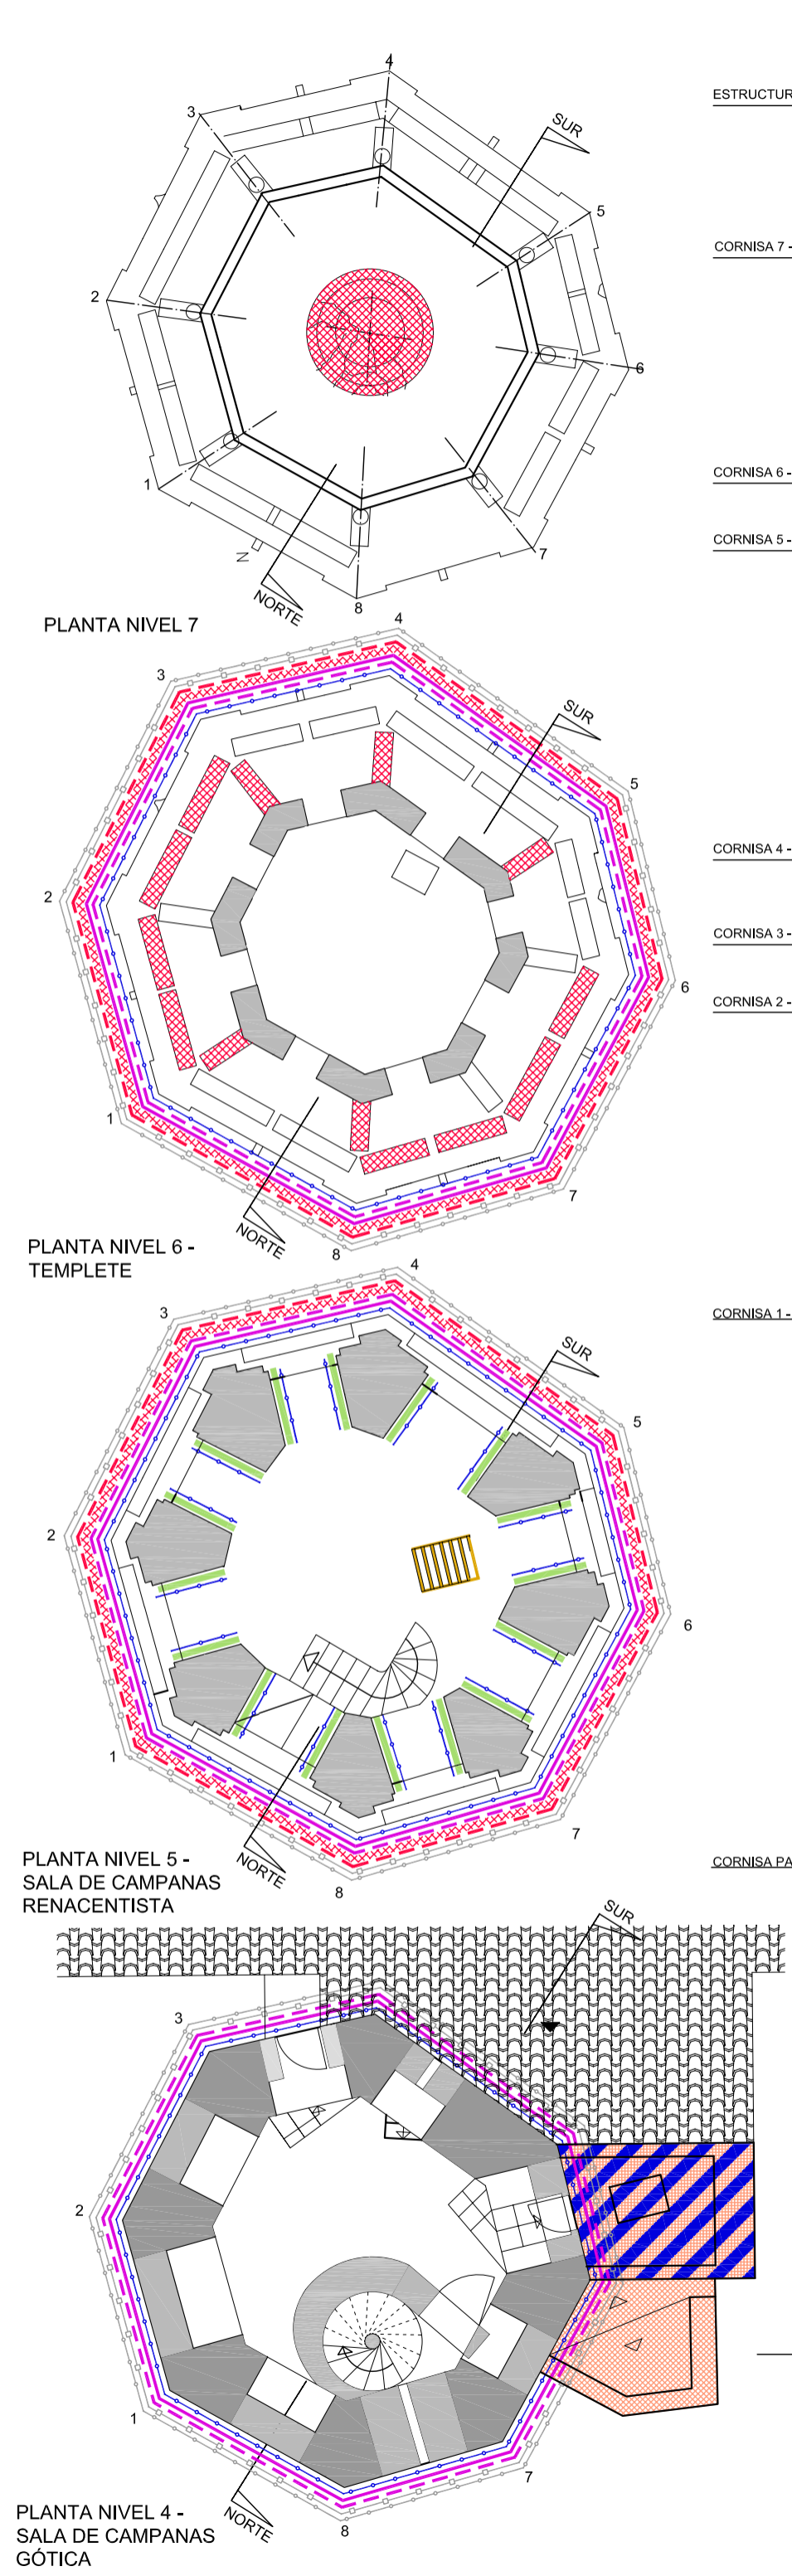 4
ESTRUCTUR
3
SUR
5
CORNISA 7 -
2
6
CORNISA 6 -
1
CORNISA 5 -
N
7
NORTE
8
PLANTA NIVEL 7
4
3
SUR
5
CORNISA 4 -
2
CORNISA 3 -
6
CORNISA 2 -
1
7
NORTE
8
PLANTA NIVEL 6 -
TEMPLETE
4
3
CORNISA 1 -
SUR
5
2
6
1
7
PLANTA NIVEL 5 -
SALA DE CAMPANAS
RENACENTISTA
NORTE
CORNISA PA
8
SUR
3
2
1
7
PLANTA NIVEL 4 -
SALA DE CAMPANAS
GÓTICA
NORTE
8